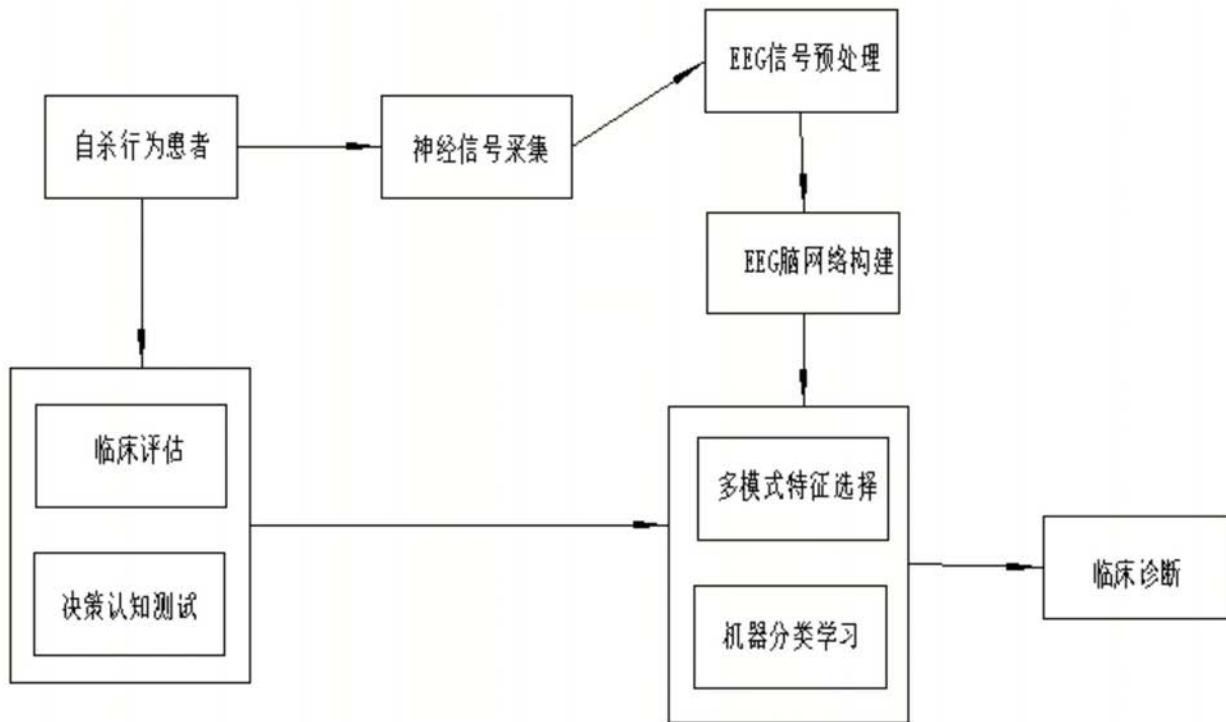 EEG信号预处理
自杀行为患者
神经信号采集
EEG脑网络构建
临床评估
多模式特征选择
临床诊断
决策认知测试
机器分类学习